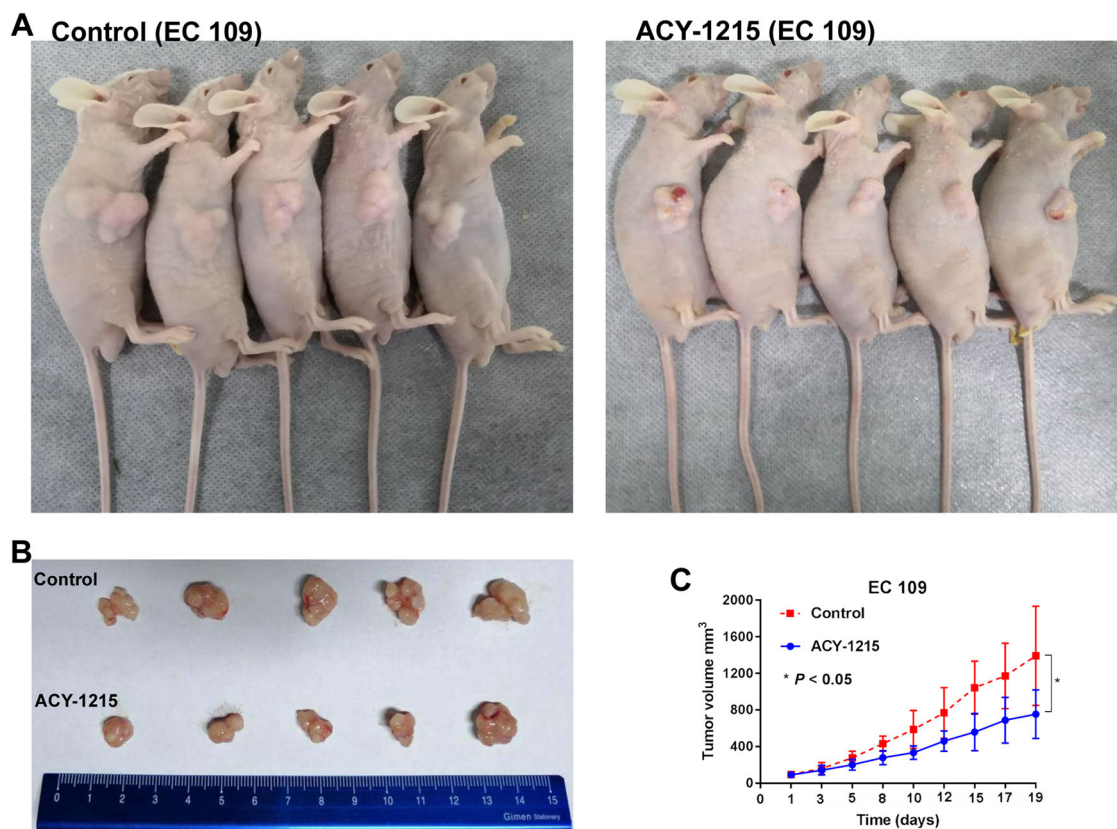 A
Control (EC 109)
ACY-1215 (EC 109)
B
Control
ACY-1215
0 1 2 3 4 5 6 7 8 9 10 11 12 13 14 15
Gimen Stationery
C
EC 109
Tumor volume mm³
2000
1600
1200
800
400
0
Control
ACY-1215
* P < 0.05
*
0 1 3 5 8 10 12 15 17 19
Time (days)